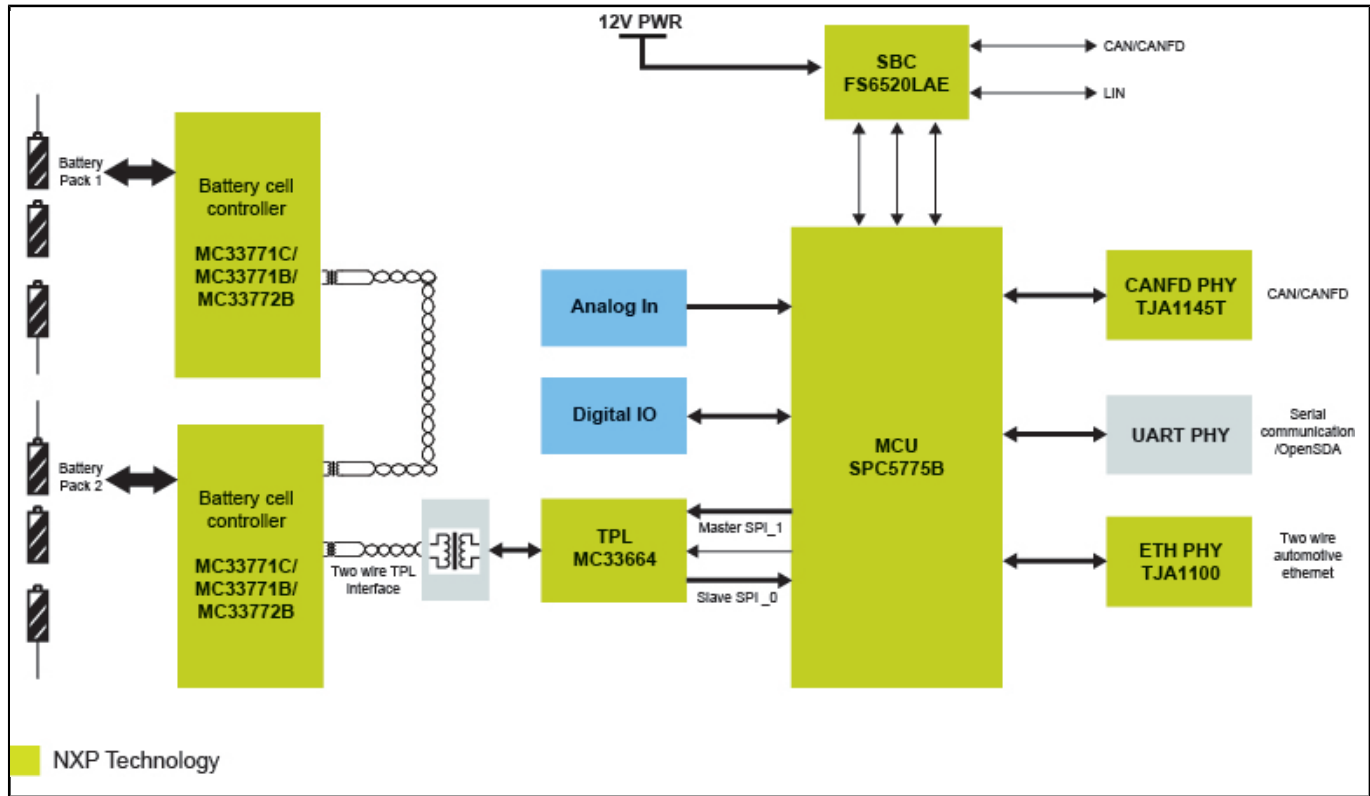 12V PWR
SBC
FS6520LAE
CAN/CANFD
LIN
Battery
Pack 1
Battery cell
controller
MC33771C/
MC33771B/
MC33772B
Analog In
Digital IO
MCU
SPC5775B
CANFD PHY
TJA1145T
CAN/CANFD
UART PHY
Serial
communication
/OpenSDA
Battery
Pack 2
Battery cell
controller
MC33771C/
MC33771B/
MC33772B
Two wire TPL
Interface
TPL
MC33664
Master SPI_1
Slave SPI _0
ETH PHY
TJA1100
Two wire
automotive
ethernet
NXP Technology